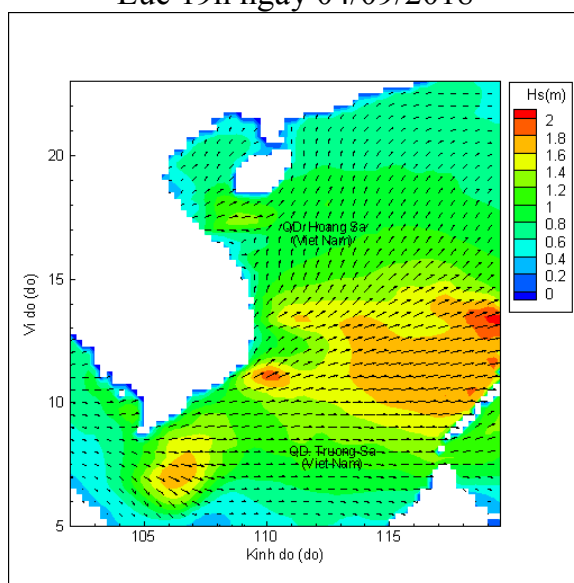 Lúc 19h ngày 04/09/2018
Hs(m)
2
1.8
1.6
1.4
1.2
1
0.8
0.6
0.4
0.2
0
20
15
10
5
Vi do (do)
QD. Hoang Sa
(Viet Nam)
QD. Truong Sa
(Viet Nam)
105
110
115
Kinh do (do)